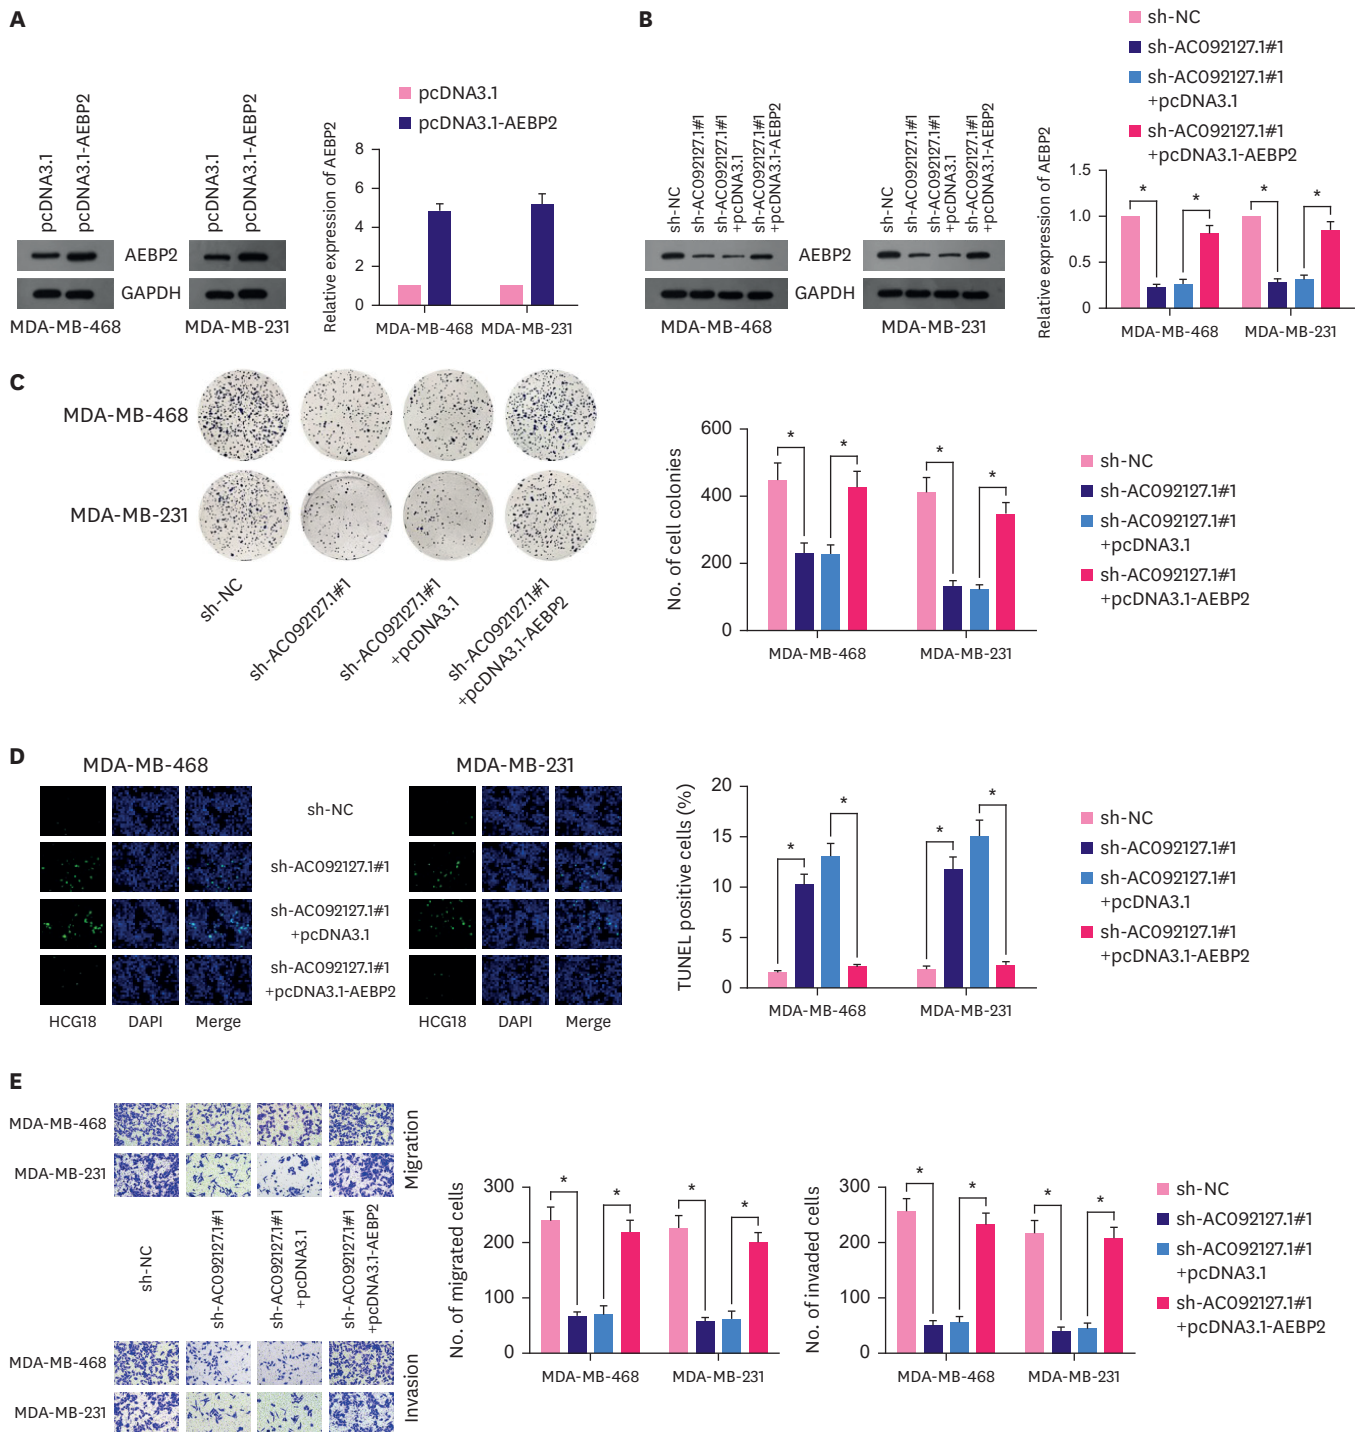 A
pcDNA3.1
pcDNA3.1-AEBP2
pcDNA3.1
pcDNA3.1-AEBP2
AEBP2
GAPDH
MDA-MB-468
MDA-MB-231
pcDNA3.1
pcDNA3.1-AEBP2
Relative expression of AEBP2
8
6
4
2
0
MDA-MB-468
MDA-MB-231
B
sh-NC
sh-AC092127.1#1
sh-AC092127.1#1
+pcDNA3.1
sh-AC092127.1#1
+pcDNA3.1-AEBP2
sh-NC
sh-AC092127.1#1
sh-AC092127.1#1
+pcDNA3.1
sh-AC092127.1#1
+pcDNA3.1-AEBP2
AEBP2
GAPDH
MDA-MB-468
MDA-MB-231
sh-NC
sh-AC092127.1#1
sh-AC092127.1#1
+pcDNA3.1
sh-AC092127.1#1
+pcDNA3.1-AEBP2
Relative expression of AEBP2
1.5
1.0
0.5
0
* * * *
MDA-MB-468
MDA-MB-231
C
MDA-MB-468
MDA-MB-231
sh-NC
sh-AC092127.1#1
sh-AC092127.1#1
+pcDNA3.1
sh-AC092127.1#1
+pcDNA3.1-AEBP2
No. of cell colonies
600
400
200
0
* * * *
MDA-MB-468
MDA-MB-231
sh-NC
sh-AC092127.1#1
sh-AC092127.1#1
+pcDNA3.1
sh-AC092127.1#1
+pcDNA3.1-AEBP2
D
MDA-MB-468
MDA-MB-231
sh-NC
sh-AC092127.1#1
sh-AC092127.1#1
+pcDNA3.1
sh-AC092127.1#1
+pcDNA3.1-AEBP2
HCG18
DAPI
Merge
HCG18
DAPI
Merge
TUNEL positive cells (%)
20
15
10
5
0
* * * *
MDA-MB-468
MDA-MB-231
sh-NC
sh-AC092127.1#1
sh-AC092127.1#1
+pcDNA3.1
sh-AC092127.1#1
+pcDNA3.1-AEBP2
E
MDA-MB-468
MDA-MB-231
Migration
sh-NC
sh-AC092127.1#1
sh-AC092127.1#1
+pcDNA3.1
sh-AC092127.1#1
+pcDNA3.1-AEBP2
MDA-MB-468
MDA-MB-231
Invasion
No. of migrated cells
300
200
100
0
* * * *
MDA-MB-468
MDA-MB-231
No. of invaded cells
300
200
100
0
* * * *
MDA-MB-468
MDA-MB-231
sh-NC
sh-AC092127.1#1
sh-AC092127.1#1
+pcDNA3.1
sh-AC092127.1#1
+pcDNA3.1-AEBP2